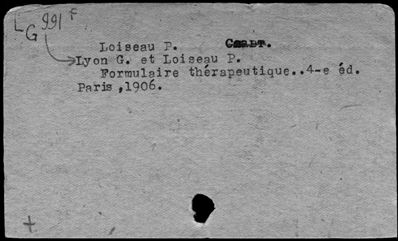 LG 991 f
Loiseau P.
Lyon G. et Loiseau P.
Formulaire thérapeutique..4-e éd.
Paris,1906.